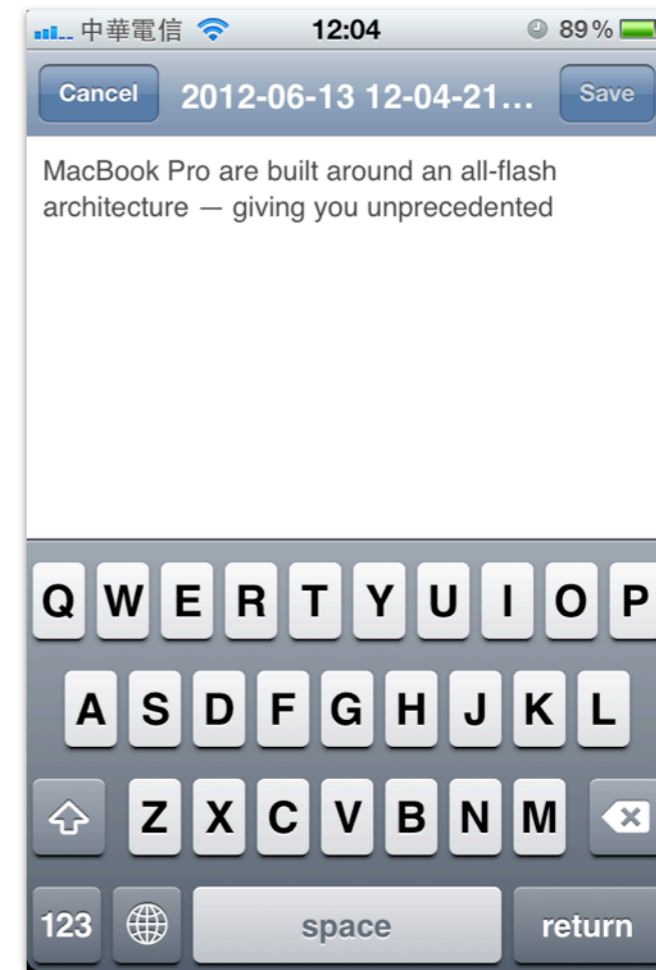 中華電信 12:04 89%
Cancel 2012-06-13 12-04-21… Save
MacBook Pro are built around an all-flash
architecture — giving you unprecedented
Q W E R T Y U I O P
A S D F G H J K L
Z X C V B N M
123 space return